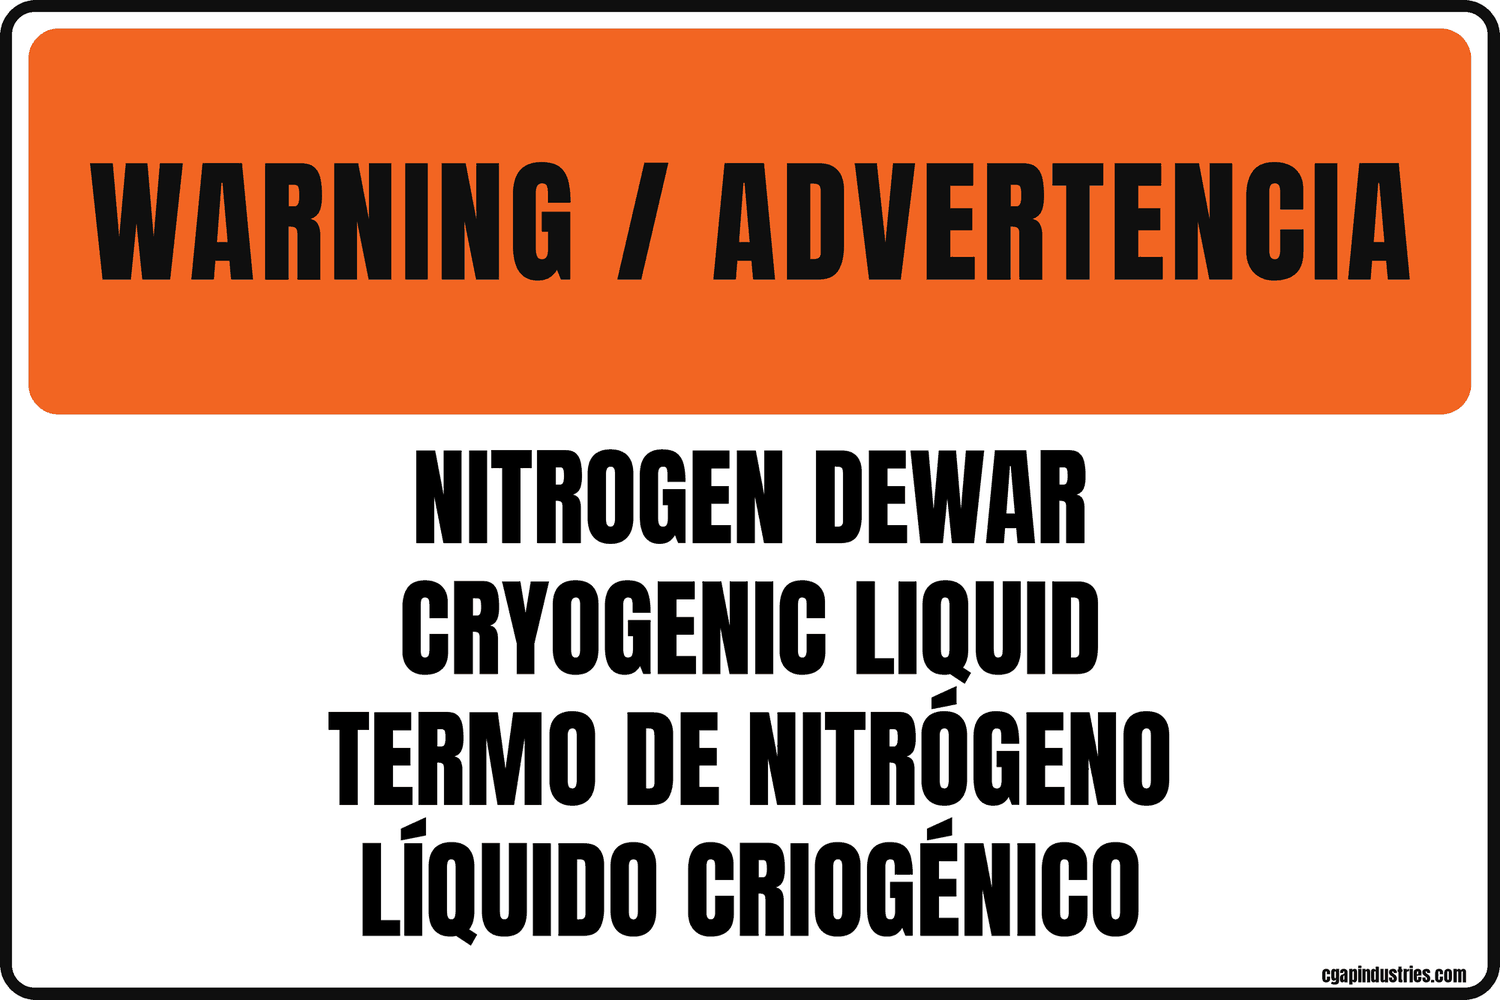 WARNING / ADVERTENCIA
NITROGEN DEWAR
CRYOGENIC LIQUID
TERMO DE NITRÓGENO
LÍQUIDO CRIOGÉNICO
cgapindustries.com